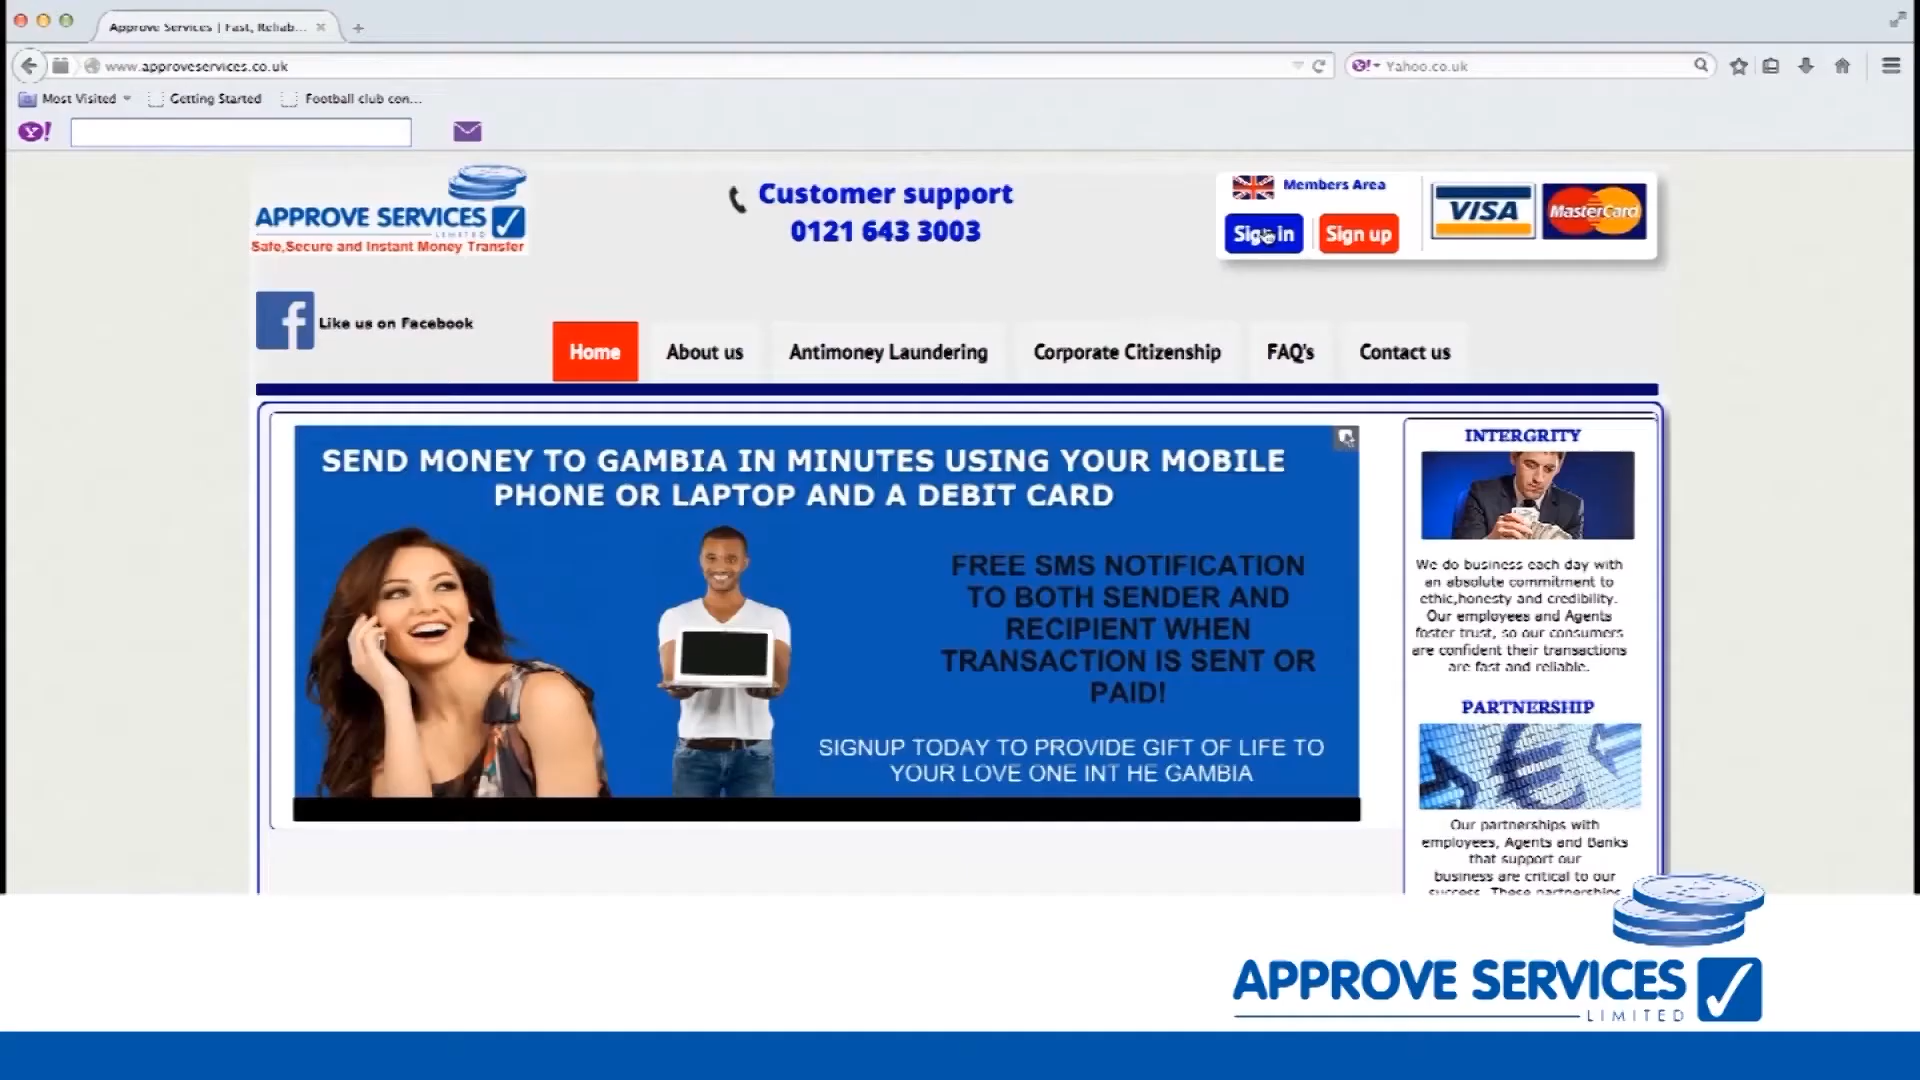 Approve Services | Fast, Reliab...
www.approveservices.co.uk
Yahoo.co.uk
Most Visited
Getting Started
Football club con...
Y!
APPROVE SERVICES
LIMITED
Safe,Secure and Instant Money Transfer
Customer support
0121 643 3003
Members Area
Sign in
Sign up
VISA
MasterCard
f
Like us on Facebook
Home
About us
Antimoney Laundering
Corporate Citizenship
FAQ's
Contact us
SEND MONEY TO GAMBIA IN MINUTES USING YOUR MOBILE
PHONE OR LAPTOP AND A DEBIT CARD
FREE SMS NOTIFICATION
TO BOTH SENDER AND
RECIPIENT WHEN
TRANSACTION IS SENT OR
PAID!
SIGNUP TODAY TO PROVIDE GIFT OF LIFE TO
YOUR LOVE ONE INT HE GAMBIA
INTERGRITY
We do business each day with
an absolute commitment to
ethic,honesty and credibility.
Our employees and Agents
foster trust, so our consumers
are confident their transactions
are fast and reliable.
PARTNERSHIP
Our partnerships with
employees, Agents and Banks
that support our
business are critical to our
success. These partnerships
APPROVE SERVICES
LIMITED